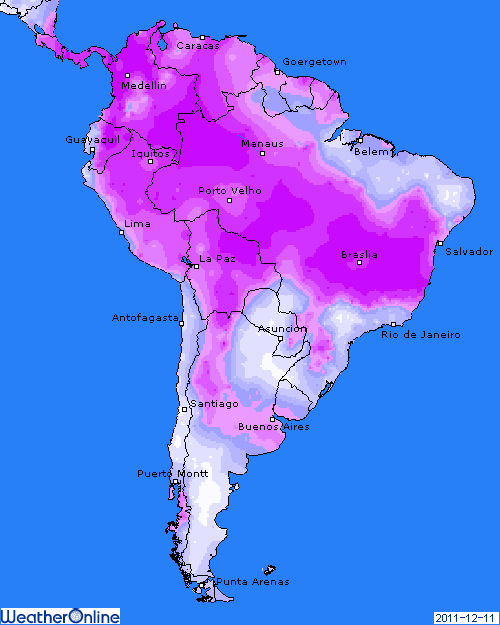 Caracas
Goergetown
Medellin
Guayaquil
Iquitos
Manaus
Belem
Porto Velho
Lima
Salvador
La Paz
Braslia
Antofagasta
Asuncion
Rio de Janeiro
Santiago
Buenos Aires
Puerto Montt
Punta Arenas
WeatherOnline
2011-12-11